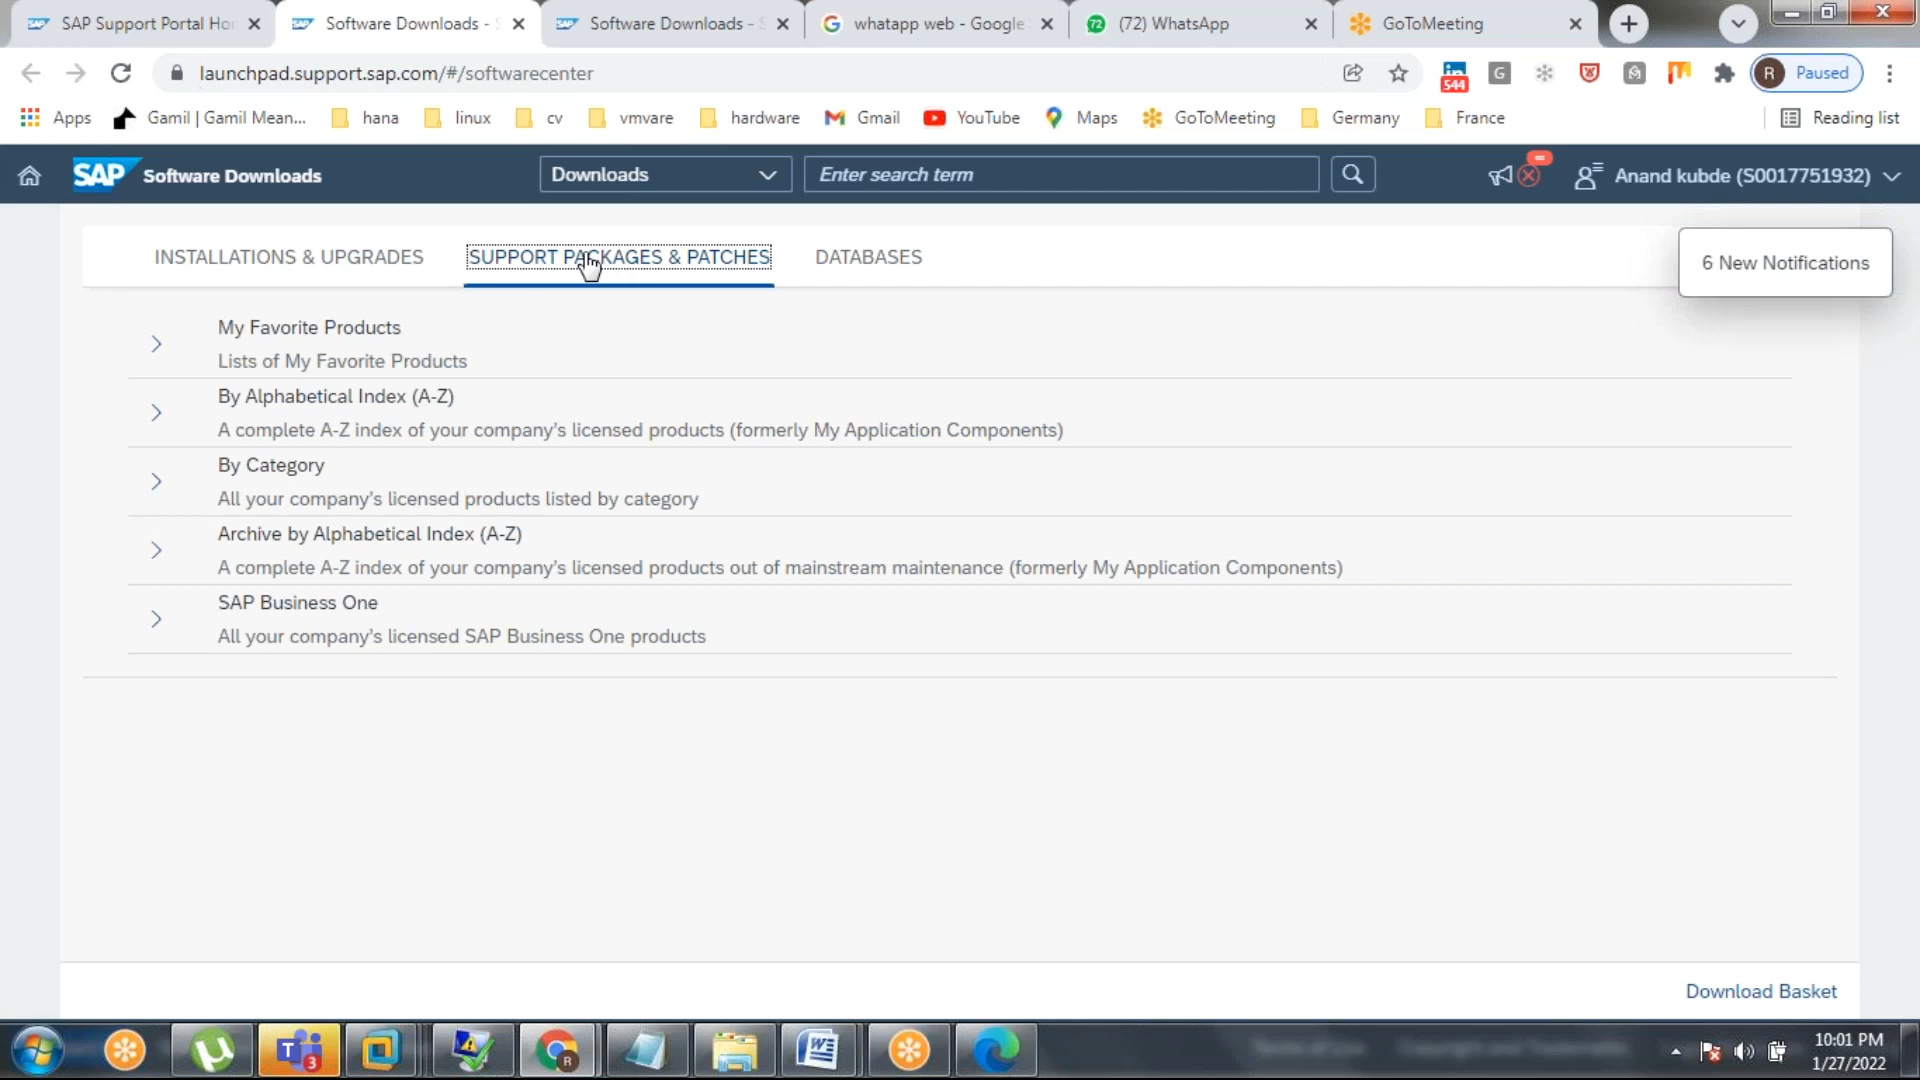 SAP Support Portal Ho
Software Downloads -
Software Downloads -
whatapp web - Google
(72) WhatsApp
GoToMeeting
launchpad.support.sap.com/#/softwarecenter
544
R Paused
Apps
Gamil | Gamil Mean...
hana
linux
cv
vmvare
hardware
Gmail
YouTube
Maps
GoToMeeting
Germany
France
Reading list
SAP Software Downloads
Downloads
Enter search term
Anand kubde (S0017751932)
INSTALLATIONS & UPGRADES
SUPPORT PACKAGES & PATCHES
DATABASES
6 New Notifications
My Favorite Products
Lists of My Favorite Products
By Alphabetical Index (A-Z)
A complete A-Z index of your company's licensed products (formerly My Application Components)
By Category
All your company's licensed products listed by category
Archive by Alphabetical Index (A-Z)
A complete A-Z index of your company's licensed products out of mainstream maintenance (formerly My Application Components)
SAP Business One
All your company's licensed SAP Business One products
Download Basket
10:01 PM
1/27/2022